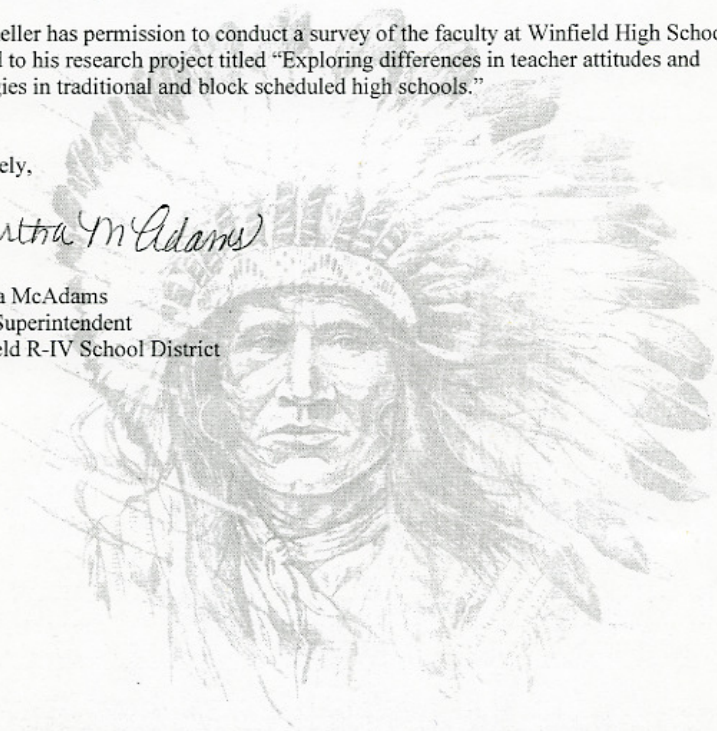 eller has permission to conduct a survey of the faculty at Winfield High Schoo
l to his research project titled “Exploring differences in teacher attitudes and
ies in traditional and block scheduled high schools.”
ely,
rtha McAdams
a McAdams
Superintendent
eld R-IV School District